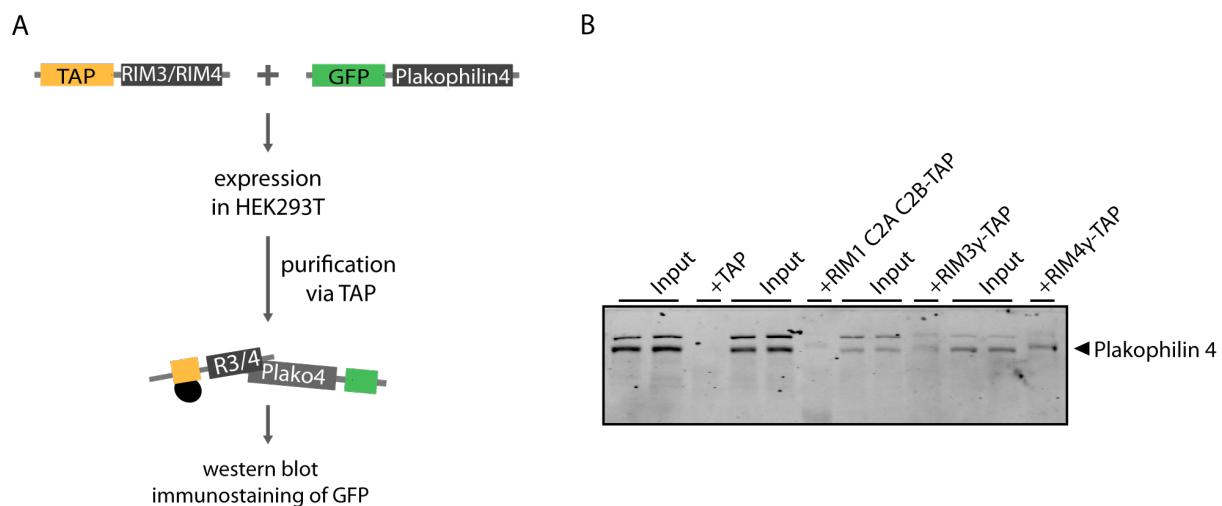 A
TAP RIM3/RIM4 + GFP Plakophilin4
expression
in HEK293T
purification
via TAP
R3/4
Plako4
western blot
immunostaining of GFP
B
Input
+TAP
Input
+RIM1 C2A C2B-TAP
Input
+RIM3γ-TAP
Input
+RIM4γ-TAP
Plakophilin 4